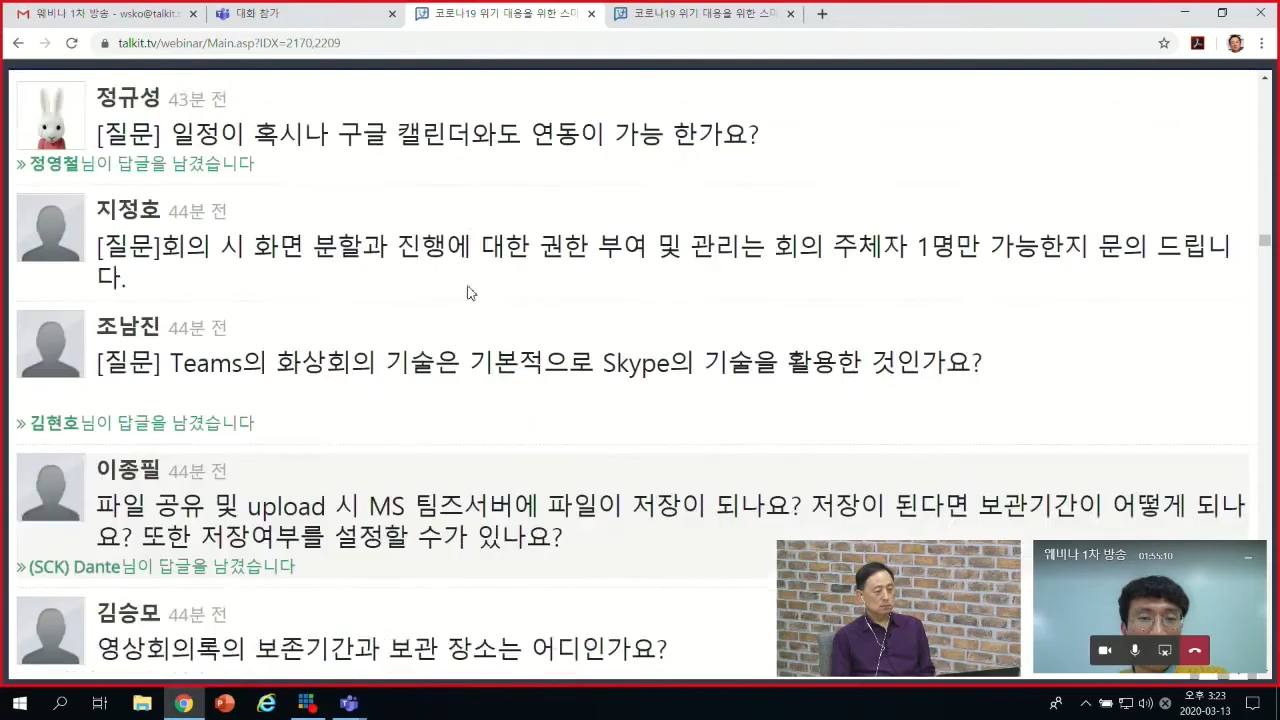 웨비나 1차 방송 - wsko@talkit.
대화 참가
코로나19 위기 대응을 위한 스마
코로나19 위기 대응을 위한 스마
talkit.tv/webinar/Main.asp?IDX=2170,2209
정규성 43분 전
[질문] 일정이 혹시나 구글 캘린더와도 연동이 가능 한가요?
» 정영철님이 답글을 남겼습니다
지정호 44분 전
[질문]회의 시 화면 분할과 진행에 대한 권한 부여 및 관리는 회의 주체자 1명만 가능한지 문의 드립니
다.
조남진 44분 전
[질문] Teams의 화상회의 기술은 기본적으로 Skype의 기술을 활용한 것인가요?
» 김현호님이 답글을 남겼습니다
이종필 44분 전
파일 공유 및 upload 시 MS 팀즈서버에 파일이 저장이 되나요? 저장이 된다면 보관기간이 어떻게 되나
요? 또한 저장여부를 설정할 수가 있나요?
» (SCK) Dante님이 답글을 남겼습니다
웨비나 1차 방송 01:55:10
김승모 44분 전
영상회의록의 보존기간과 보관 장소는 어디인가요?
오후 3:23
2020-03-13